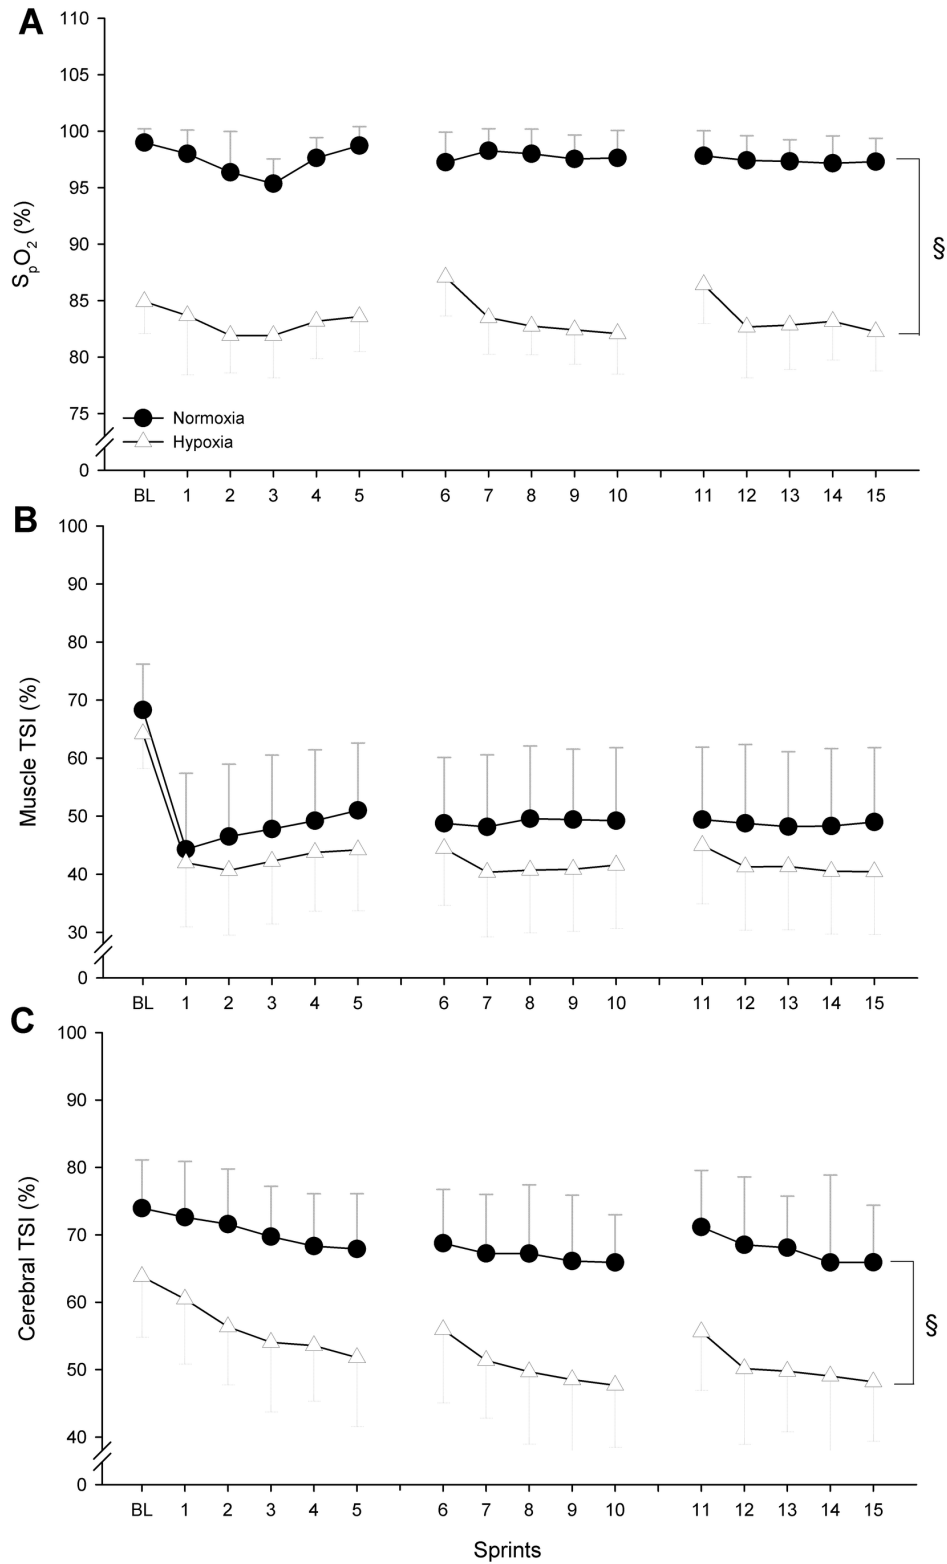 A
110
105
100
95
90
85
80
75
0
SpO2 (%)
§
Normoxia
Hypoxia
BL 1 2 3 4 5 6 7 8 9 10 11 12 13 14 15
B
100
90
80
70
60
50
40
30
0
Muscle TSI (%)
BL 1 2 3 4 5 6 7 8 9 10 11 12 13 14 15
C
100
90
80
70
60
50
40
0
Cerebral TSI (%)
§
BL 1 2 3 4 5 6 7 8 9 10 11 12 13 14 15
Sprints